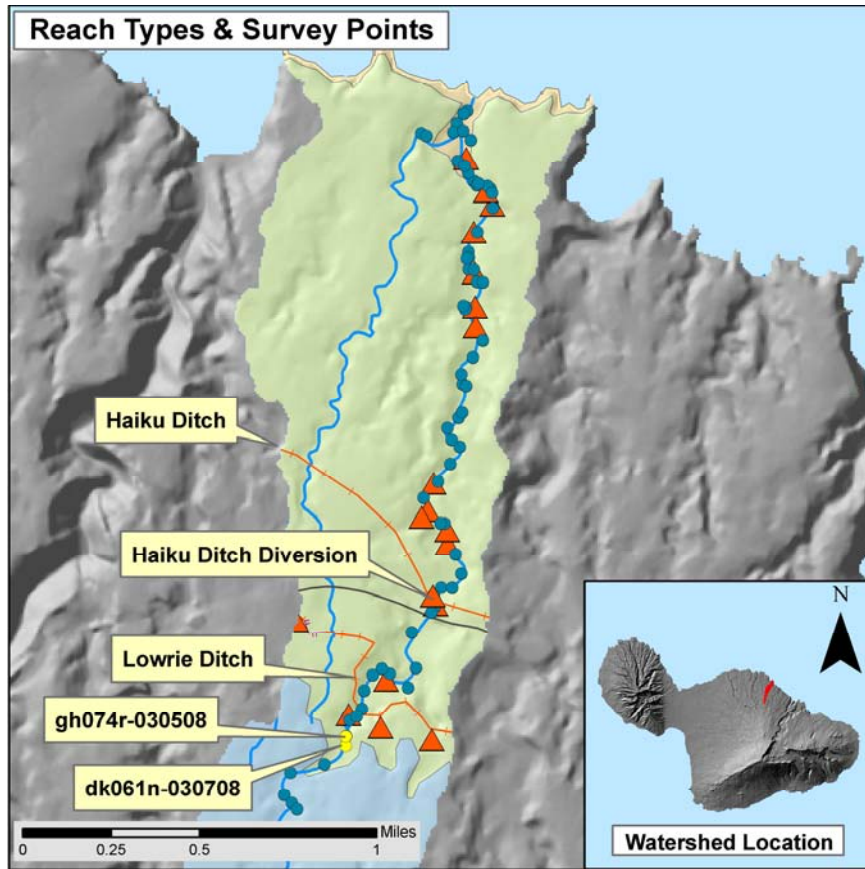 Reach Types & Survey Points
Haiku Ditch
Haiku Ditch Diversion
Lowrie Ditch
gh074r-030508
dk061n-030708
Miles
0 0.25 0.5 1
N
Watershed Location